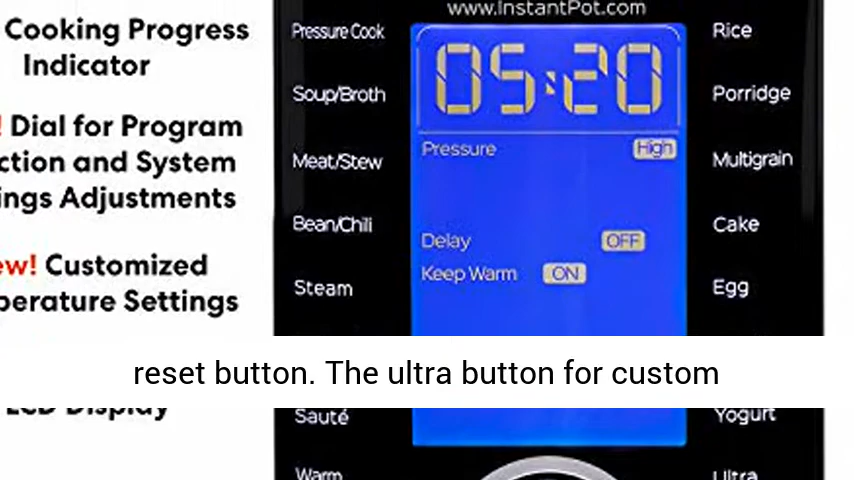 www.InstantPot.com
Cooking Progress
Indicator
! Dial for Program
ction and System
ings Adjustments
ew! Customized
perature Settings
LCD Display
Pressure Cook
Soup/Broth
Meat/Stew
Bean/Chili
Steam
Sauté
Warm
05:20
Pressure High
Delay OFF
Keep Warm ON
Rice
Porridge
Multigrain
Cake
Egg
Yogurt
Ultra
reset button. The ultra button for custom